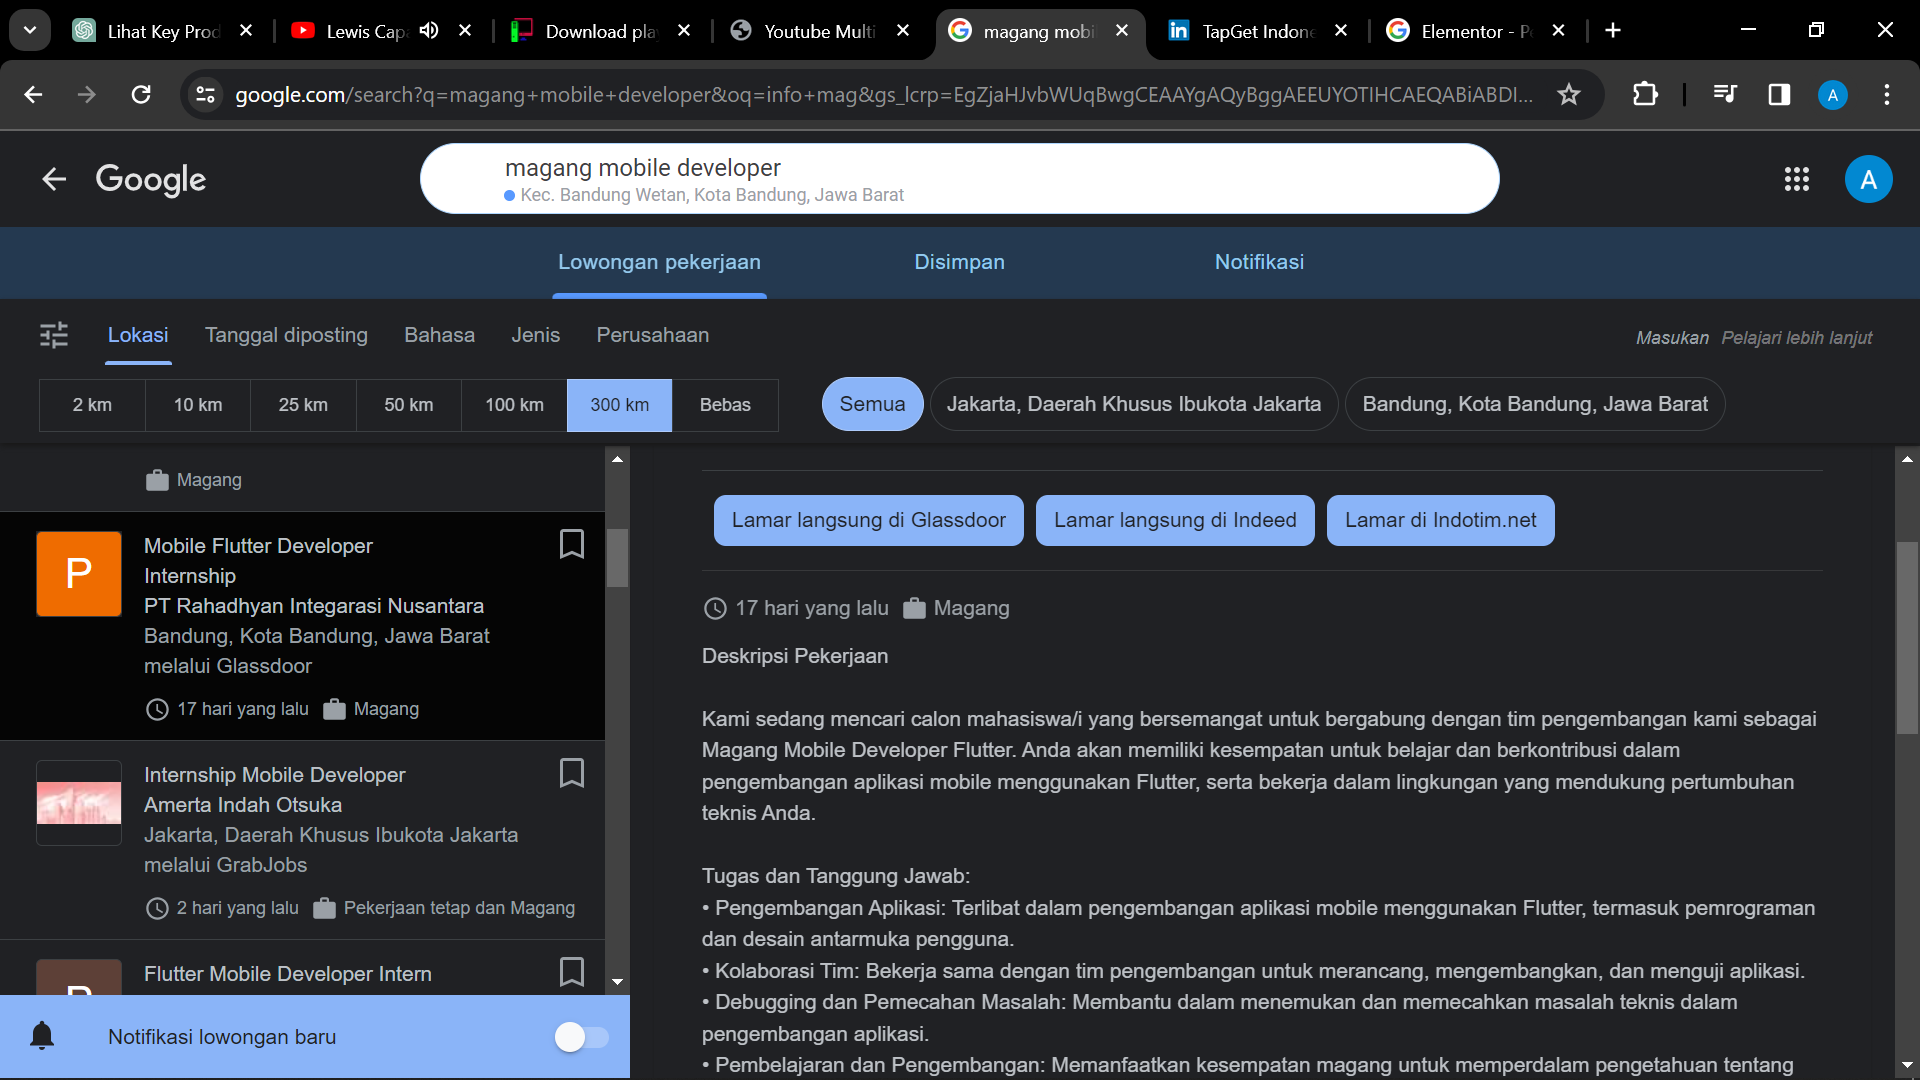 Lihat Key Prod
Lewis Capa
Download pla
Youtube Multi
magang mobi
in TapGet Indone
Elementor - P
google.com/search?q=magang+mobile+developer&oq=info+mag&gs_lcrp=EgZjaHJvbWUqBwgCEAAYgAQyBggAEEUYOTIHCAEQABiABDI...
A
Google
magang mobile developer
Kec. Bandung Wetan, Kota Bandung, Jawa Barat
A
Lowongan pekerjaan
Disimpan
Notifikasi
Lokasi
Tanggal diposting
Bahasa
Jenis
Perusahaan
Masukan
Pelajari lebih lanjut
2 km
10 km
25 km
50 km
100 km
300 km
Bebas
Semua
Jakarta, Daerah Khusus Ibukota Jakarta
Bandung, Kota Bandung, Jawa Barat
Magang
P
Mobile Flutter Developer
Internship
PT Rahadhyan Integarasi Nusantara
Bandung, Kota Bandung, Jawa Barat
melalui Glassdoor
17 hari yang lalu
Magang
Internship Mobile Developer
Amerta Indah Otsuka
Jakarta, Daerah Khusus Ibukota Jakarta
melalui GrabJobs
2 hari yang lalu
Pekerjaan tetap dan Magang
Flutter Mobile Developer Intern
Notifikasi lowongan baru
Lamar langsung di Glassdoor
Lamar langsung di Indeed
Lamar di Indotim.net
17 hari yang lalu
Magang
Deskripsi Pekerjaan
Kami sedang mencari calon mahasiswa/i yang bersemangat untuk bergabung dengan tim pengembangan kami sebagai
Magang Mobile Developer Flutter. Anda akan memiliki kesempatan untuk belajar dan berkontribusi dalam
pengembangan aplikasi mobile menggunakan Flutter, serta bekerja dalam lingkungan yang mendukung pertumbuhan
teknis Anda.
Tugas dan Tanggung Jawab:
• Pengembangan Aplikasi: Terlibat dalam pengembangan aplikasi mobile menggunakan Flutter, termasuk pemrograman
dan desain antarmuka pengguna.
• Kolaborasi Tim: Bekerja sama dengan tim pengembangan untuk merancang, mengembangkan, dan menguji aplikasi.
• Debugging dan Pemecahan Masalah: Membantu dalam menemukan dan memecahkan masalah teknis dalam
pengembangan aplikasi.
• Pembelajaran dan Pengembangan: Memanfaatkan kesempatan magang untuk memperdalam pengetahuan tentang